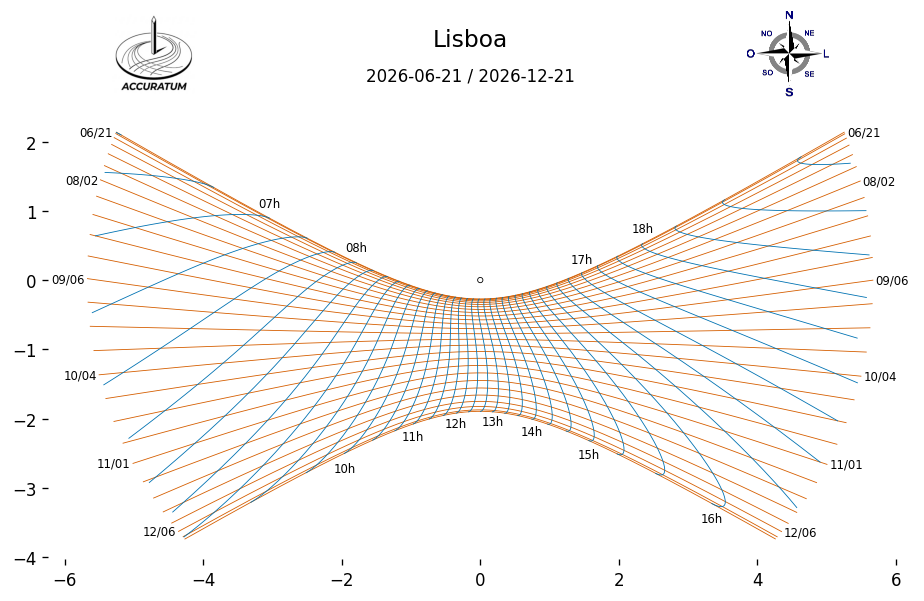 Lisboa
2026-06-21 / 2026-12-21
ACCURATUM
N
NO NE
O L
SO SE
S
06/21 06/21
2
08/02 08/02
07h
1
18h
08h 17h
0 09/06 09/06
−1
10/04 10/04
−2
12h 13h
11h 14h
11/01 11/01
10h 15h
−3
16h
12/06 12/06
−4
−6 −4 −2 0 2 4 6